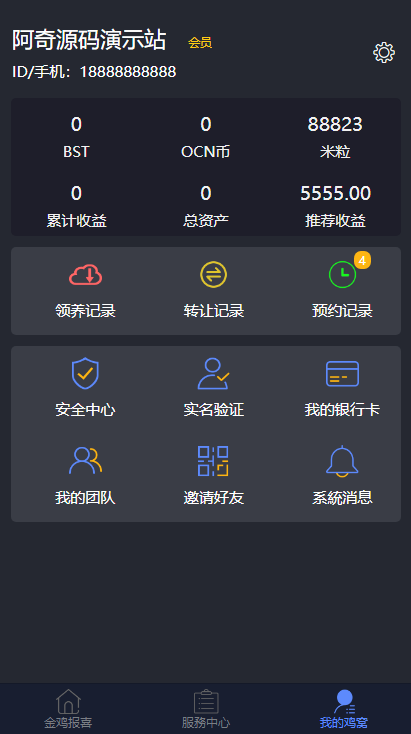 阿奇源码演示站 会员
ID/手机：18888888888
0 0 88823
BST OCN币 米粒
0 0 5555.00
累计收益 总资产 推荐收益
4
领养记录 转让记录 预约记录
安全中心 实名验证 我的银行卡
我的团队 邀请好友 系統消息
金鸡报喜 服務中心 我的鸡窝